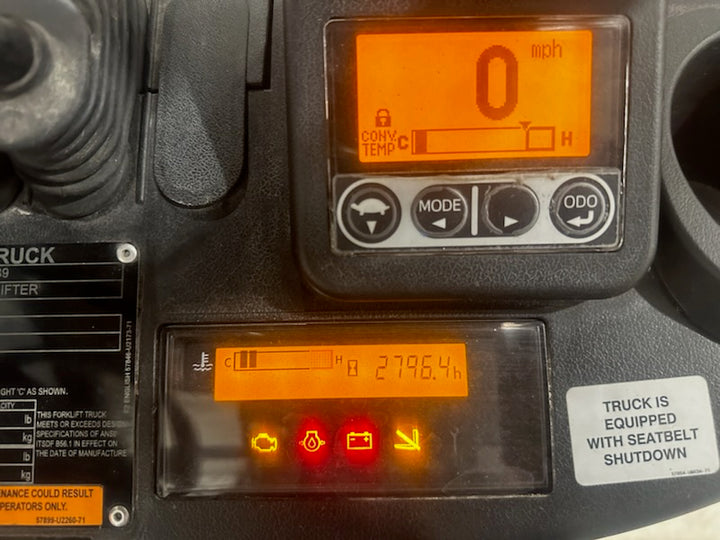 0 mph
CONV.
TEMP C H
MODE
ODO
RUCK
39
IFTER
C H 2796.4h
GHT 'C' AS SHOWN.
lb
kg
lb
kg
THIS FORKLIFT TRUCK
MEETS OR EXCEEDS DESIGN
SPECIFICATIONS OF ANSI/
ITSDF B56.1 IN EFFECT ON
THE DATE OF MANUFACTURE
NANCE COULD RESULT
PERATORS ONLY.
57899-U2260-71
TRUCK IS
EQUIPPED
WITH SEATBELT
SHUTDOWN